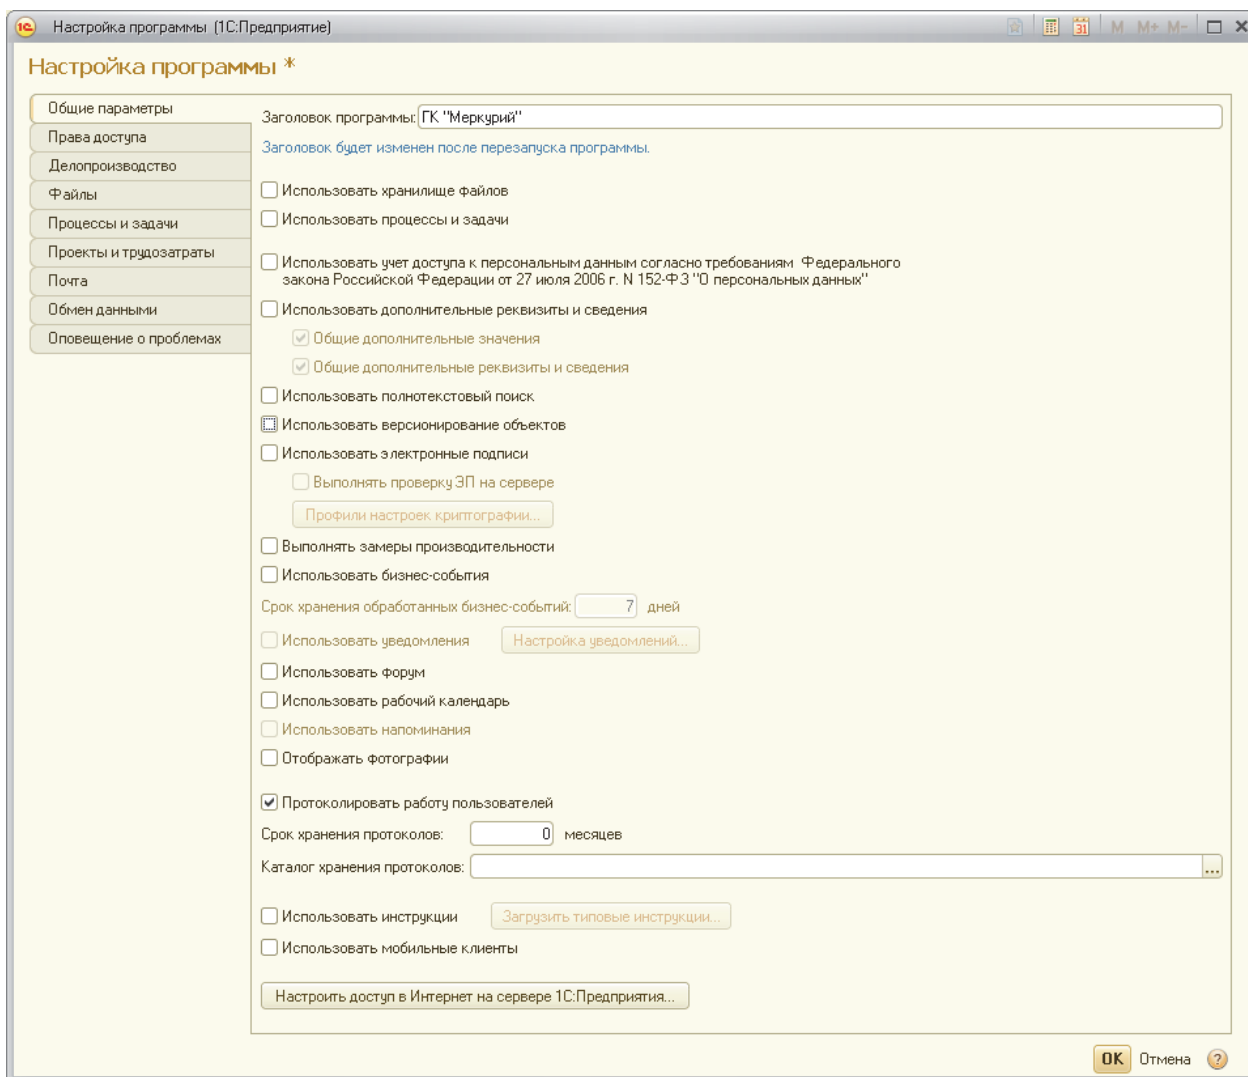 1С Настройка программы (1С:Предприятие) 31 M M+ M-
Настройка программы *
Общие параметры
Права доступа
Делопроизводство
Файлы
Процессы и задачи
Проекты и трудозатраты
Почта
Обмен данными
Оповещение о проблемах
Заголовок программы: ГК "Меркурий"
Заголовок будет изменен после перезапуска программы.
Использовать хранилище файлов
Использовать процессы и задачи
Использовать учет доступа к персональным данным согласно требованиям Федерального
закона Российской Федерации от 27 июля 2006 г. N 152-ФЗ "О персональных данных"
Использовать дополнительные реквизиты и сведения
Общие дополнительные значения
Общие дополнительные реквизиты и сведения
Использовать полнотекстовый поиск
Использовать версионирование объектов
Использовать электронные подписи
Выполнять проверку ЭП на сервере
Профили настроек криптографии...
Выполнять замеры производительности
Использовать бизнес-события
Срок хранения обработанных бизнес-событий: 7 дней
Использовать уведомления Настройка уведомлений...
Использовать форум
Использовать рабочий календарь
Использовать напоминания
Отображать фотографии
Протоколировать работу пользователей
Срок хранения протоколов: 0 месяцев
Каталог хранения протоколов: ...
Использовать инструкции Загрузить типовые инструкции...
Использовать мобильные клиенты
Настроить доступ в Интернет на сервере 1С:Предприятия...
ОК Отмена ?